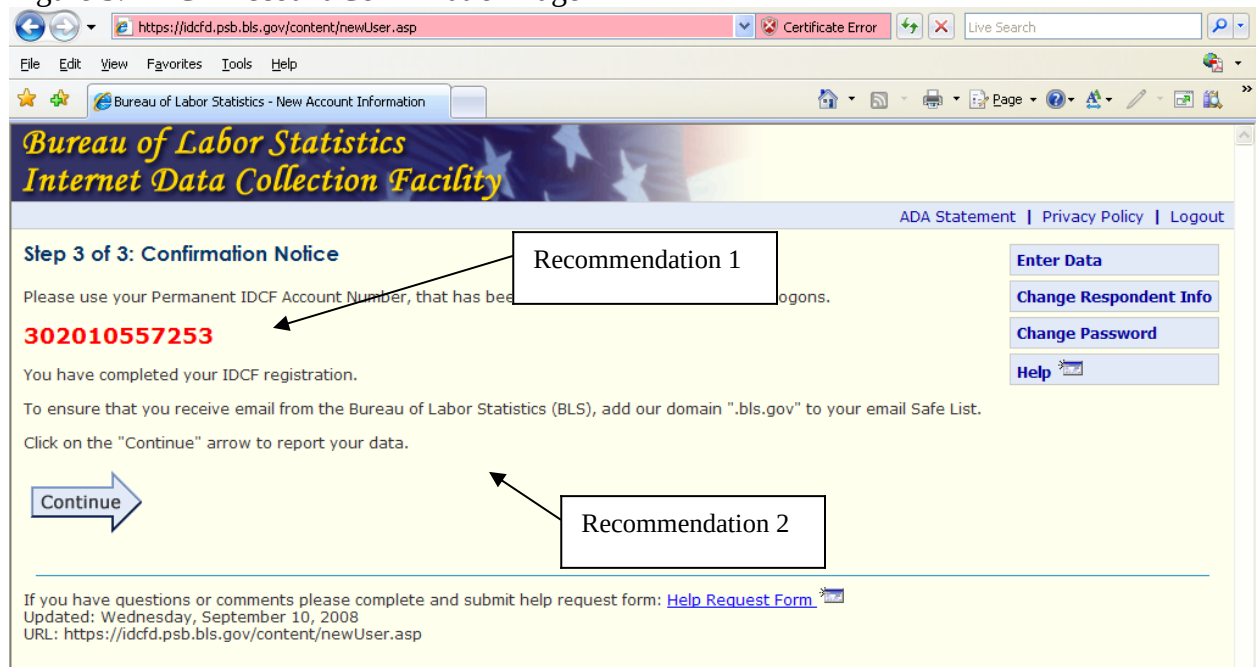 https://idcfd.psb.bls.gov/content/newUser.asp Certificate Error Live Search
File Edit View Favorites Tools Help
Bureau of Labor Statistics - New Account Information Page
Bureau of Labor Statistics
Internet Data Collection Facility
ADA Statement | Privacy Policy | Logout
Step 3 of 3: Confirmation Notice
Recommendation 1
Enter Data
Please use your Permanent IDCF Account Number, that has ogons.
Change Respondent Info
302010557253
Change Password
You have completed your IDCF registration.
Help
To ensure that you receive email from the Bureau of Labor Statistics (BLS), add our domain ".bls.gov" to your email Safe List.
Click on the "Continue" arrow to report your data.
Continue
Recommendation 2
If you have questions or comments please complete and submit help request form: Help Request Form
Updated: Wednesday, September 10, 2008
URL: https://idcfd.psb.bls.gov/content/newUser.asp